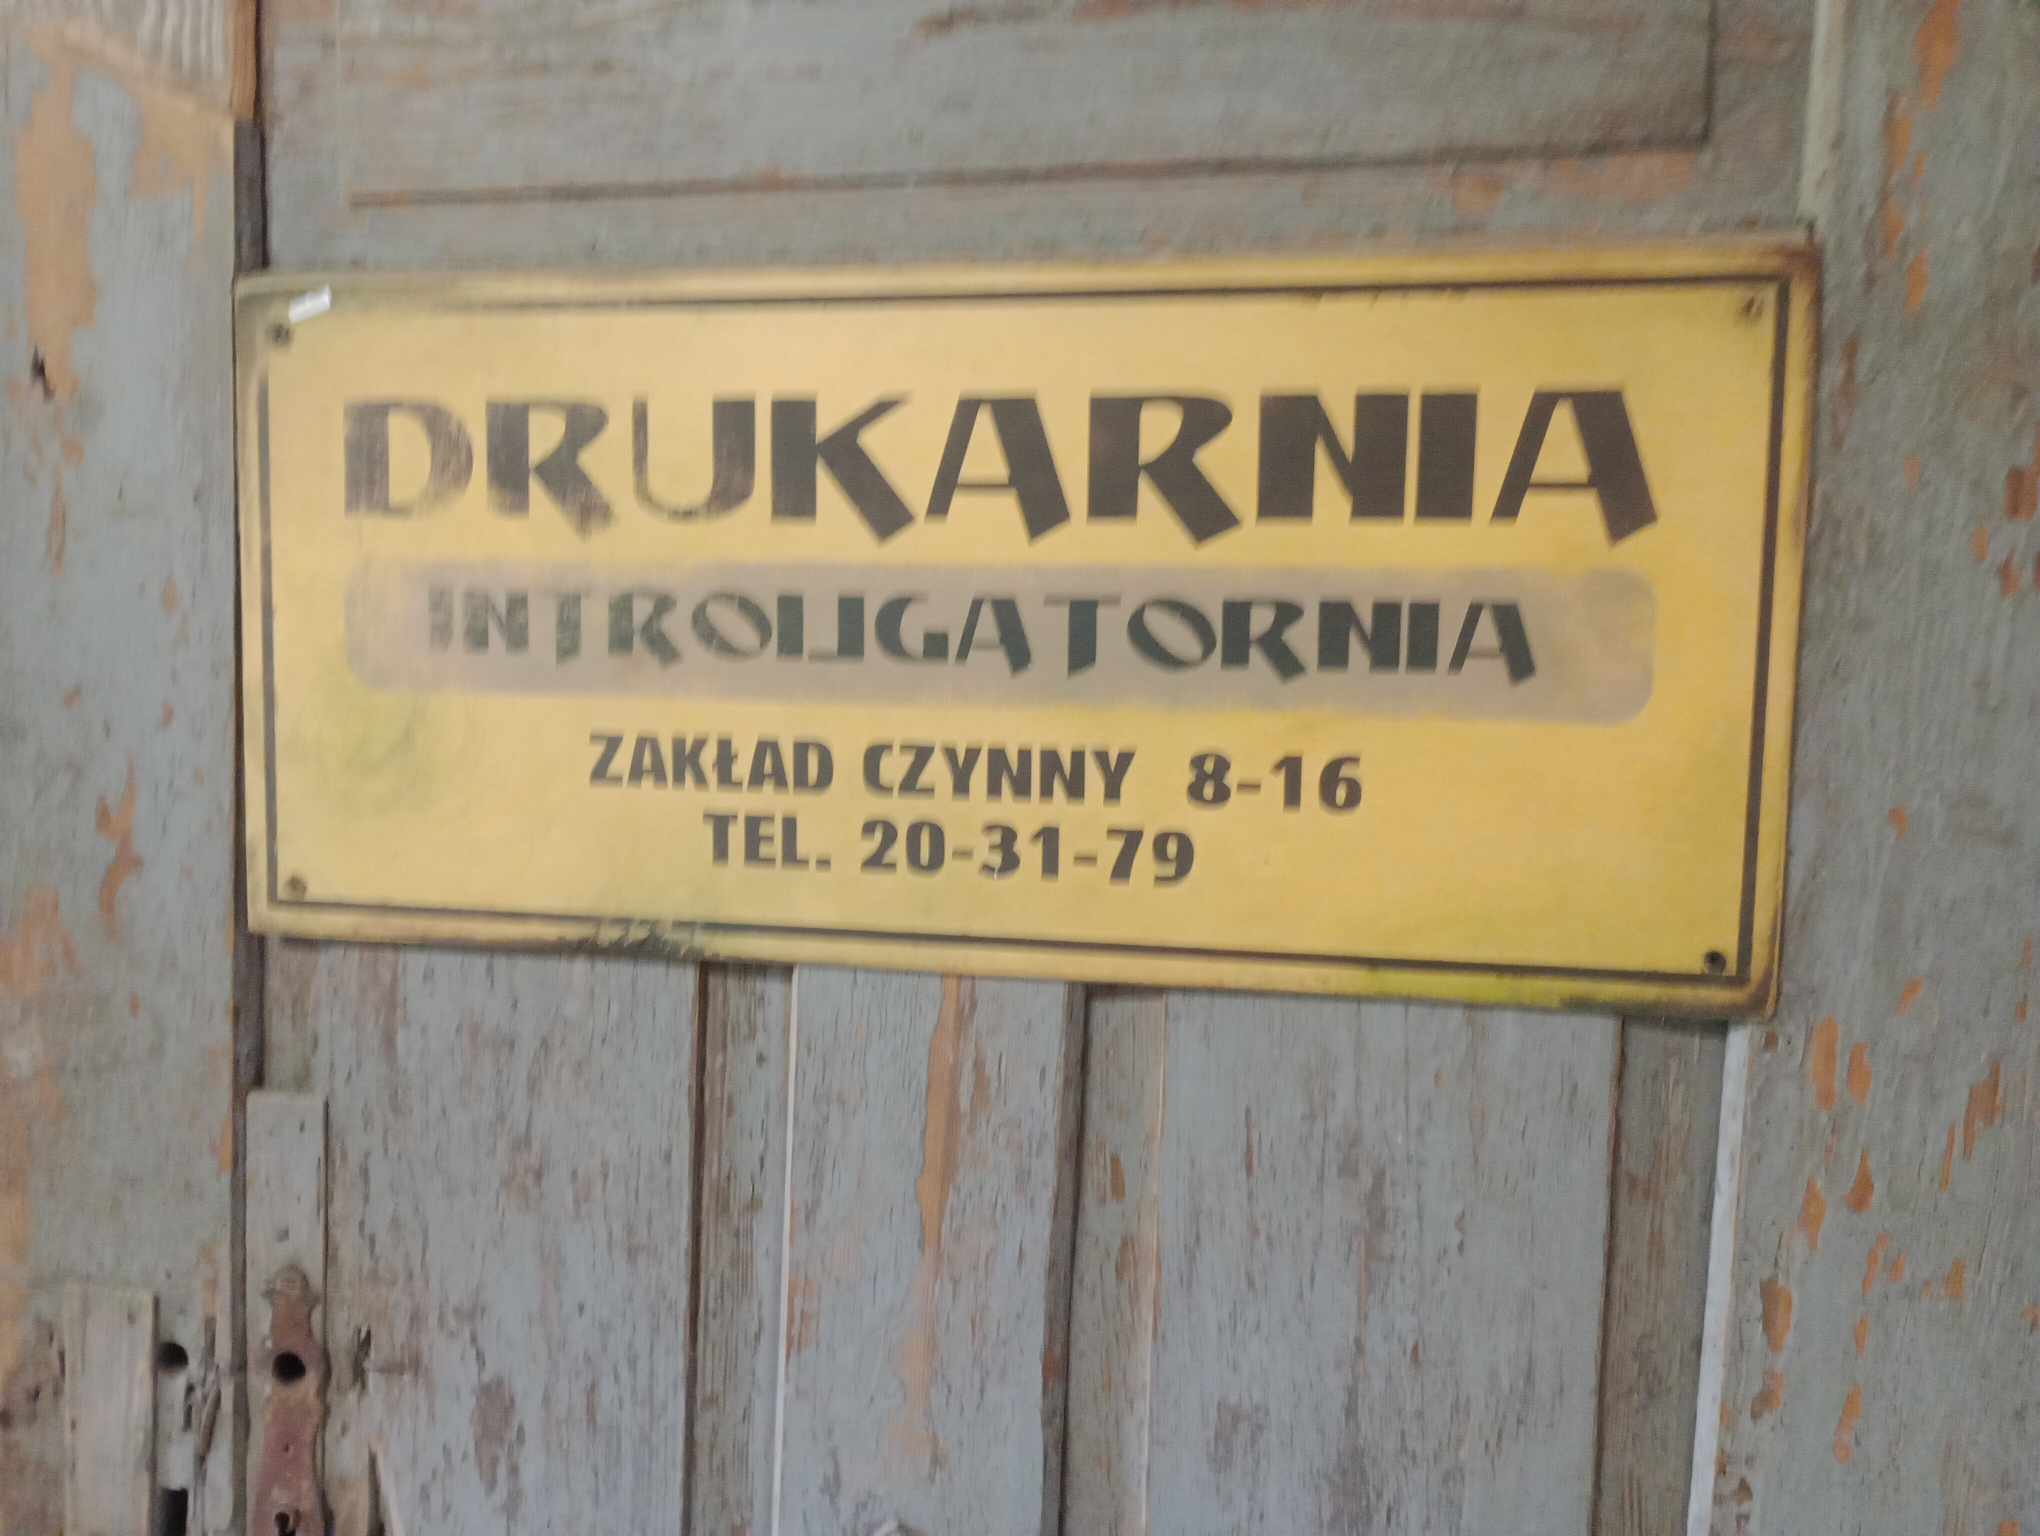 DRUKARNIA
INTROLIGATORNIA
ZAKŁAD CZYNNY 8-16
TEL. 20-31-79